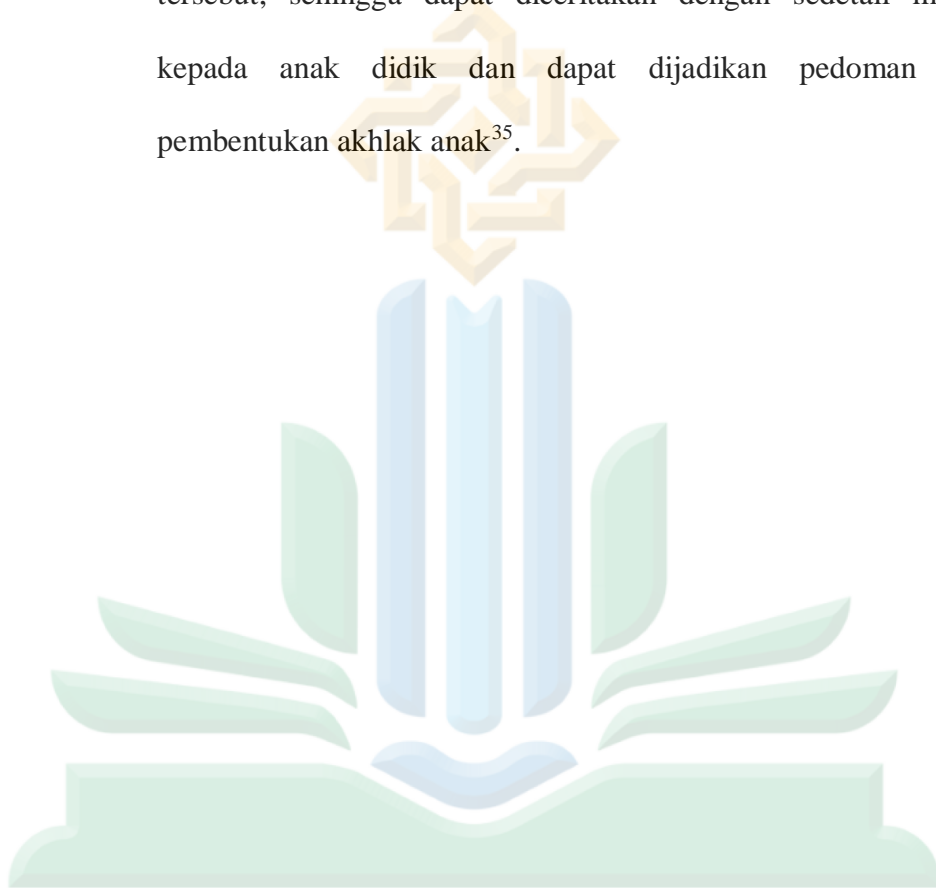 tersebut, sehingga dapat diceritakan dengan sedetail
kepada anak didik dan dapat dijadikan pedoman
pembentukan akhlak anak³⁵.